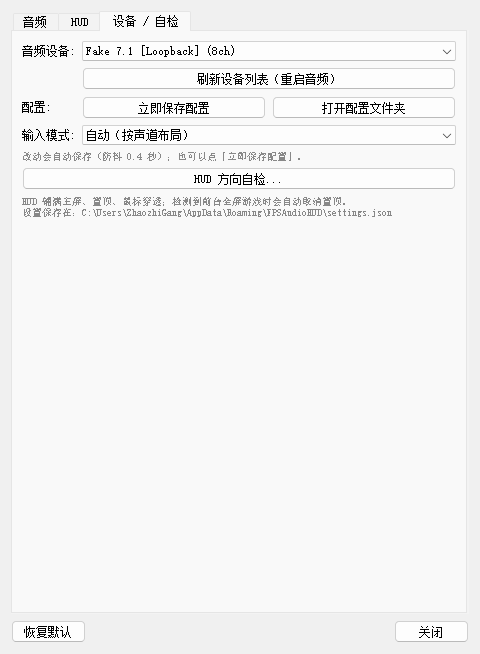 音频 HUD 设备 / 自检
音频设备: Fake 7.1 [Loopback] (8ch)
刷新设备列表（重启音频）
配置: 立即保存配置 打开配置文件夹
输入模式: 自动（按声道布局）
改动会自动保存（防抖 0.4 秒）；也可以点「立即保存配置」。
HUD 方向自检...
HUD 铺满主屏、置顶、鼠标穿透；检测到前台全屏游戏时会自动取消置顶。
设置保存在: C:\Users\ZhaozhiGang\AppData\Roaming\FPSAudioHUD\settings.json
恢复默认 关闭